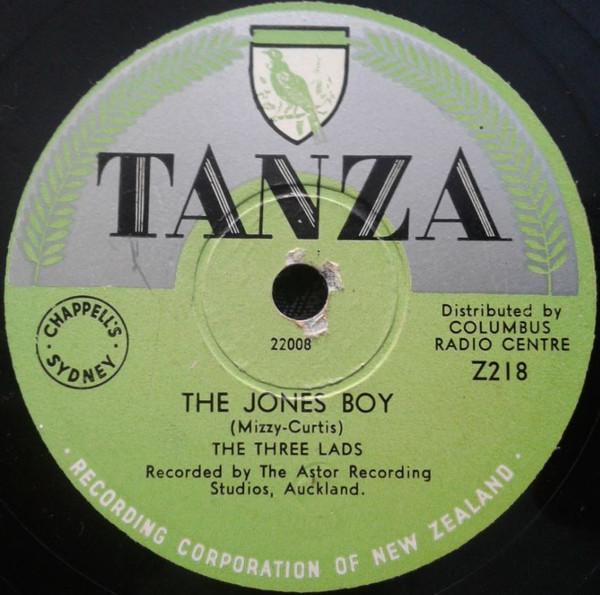 TANZA
CHAPPELL'S
SYDNEY
Distributed by
COLUMBUS
RADIO CENTRE
Z218
22008
THE JONES BOY
(Mizzy-Curtis)
THE THREE LADS
Recorded by The Astor Recording
Studios, Auckland.
· RECORDING CORPORATION OF NEW ZEALAND ·